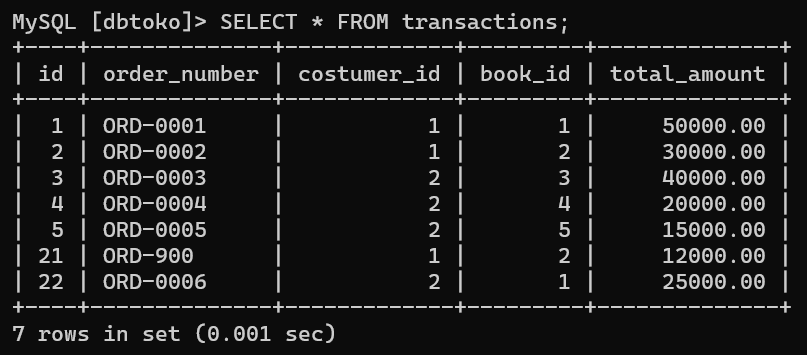 MySQL [dbtoko]> SELECT * FROM transactions;
+----+--------------+-------------+---------+--------------+
| id | order_number | costumer_id | book_id | total_amount |
+----+--------------+-------------+---------+--------------+
|  1 | ORD-0001     |           1 |       1 |     50000.00 |
|  2 | ORD-0002     |           1 |       2 |     30000.00 |
|  3 | ORD-0003     |           2 |       3 |     40000.00 |
|  4 | ORD-0004     |           2 |       4 |     20000.00 |
|  5 | ORD-0005     |           2 |       5 |     15000.00 |
| 21 | ORD-900      |           1 |       2 |     12000.00 |
| 22 | ORD-0006     |           2 |       1 |     25000.00 |
+----+--------------+-------------+---------+--------------+
7 rows in set (0.001 sec)